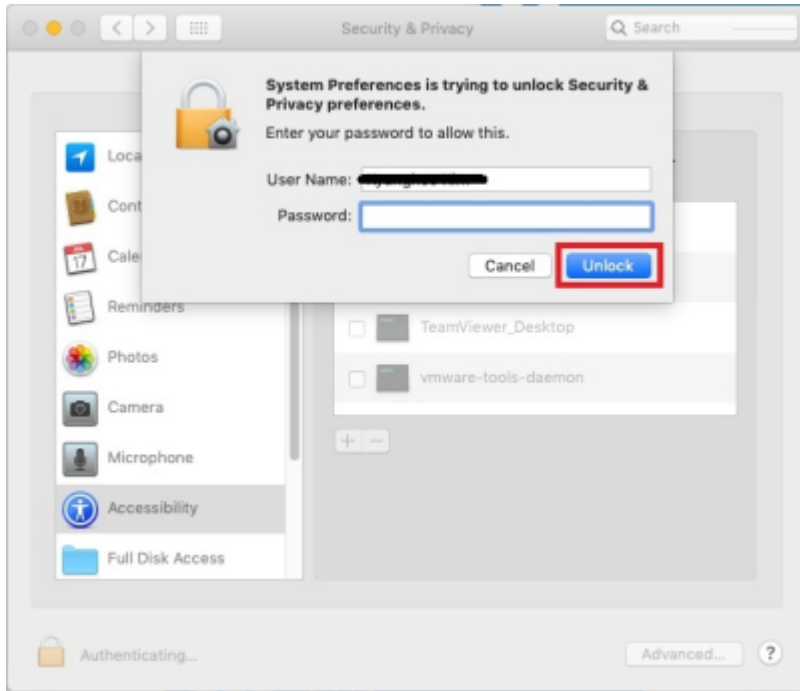 Security & Privacy
Search
System Preferences is trying to unlock Security &
Privacy preferences.
Enter your password to allow this.
User Name:
Password:
Cancel
Unlock
Loca
Cont
Cale
JUL
17
Reminders
Photos
Camera
Microphone
Accessibility
Full Disk Access
TeamViewer_Desktop
vmware-tools-daemon
+ −
Authenticating...
Advanced...
?